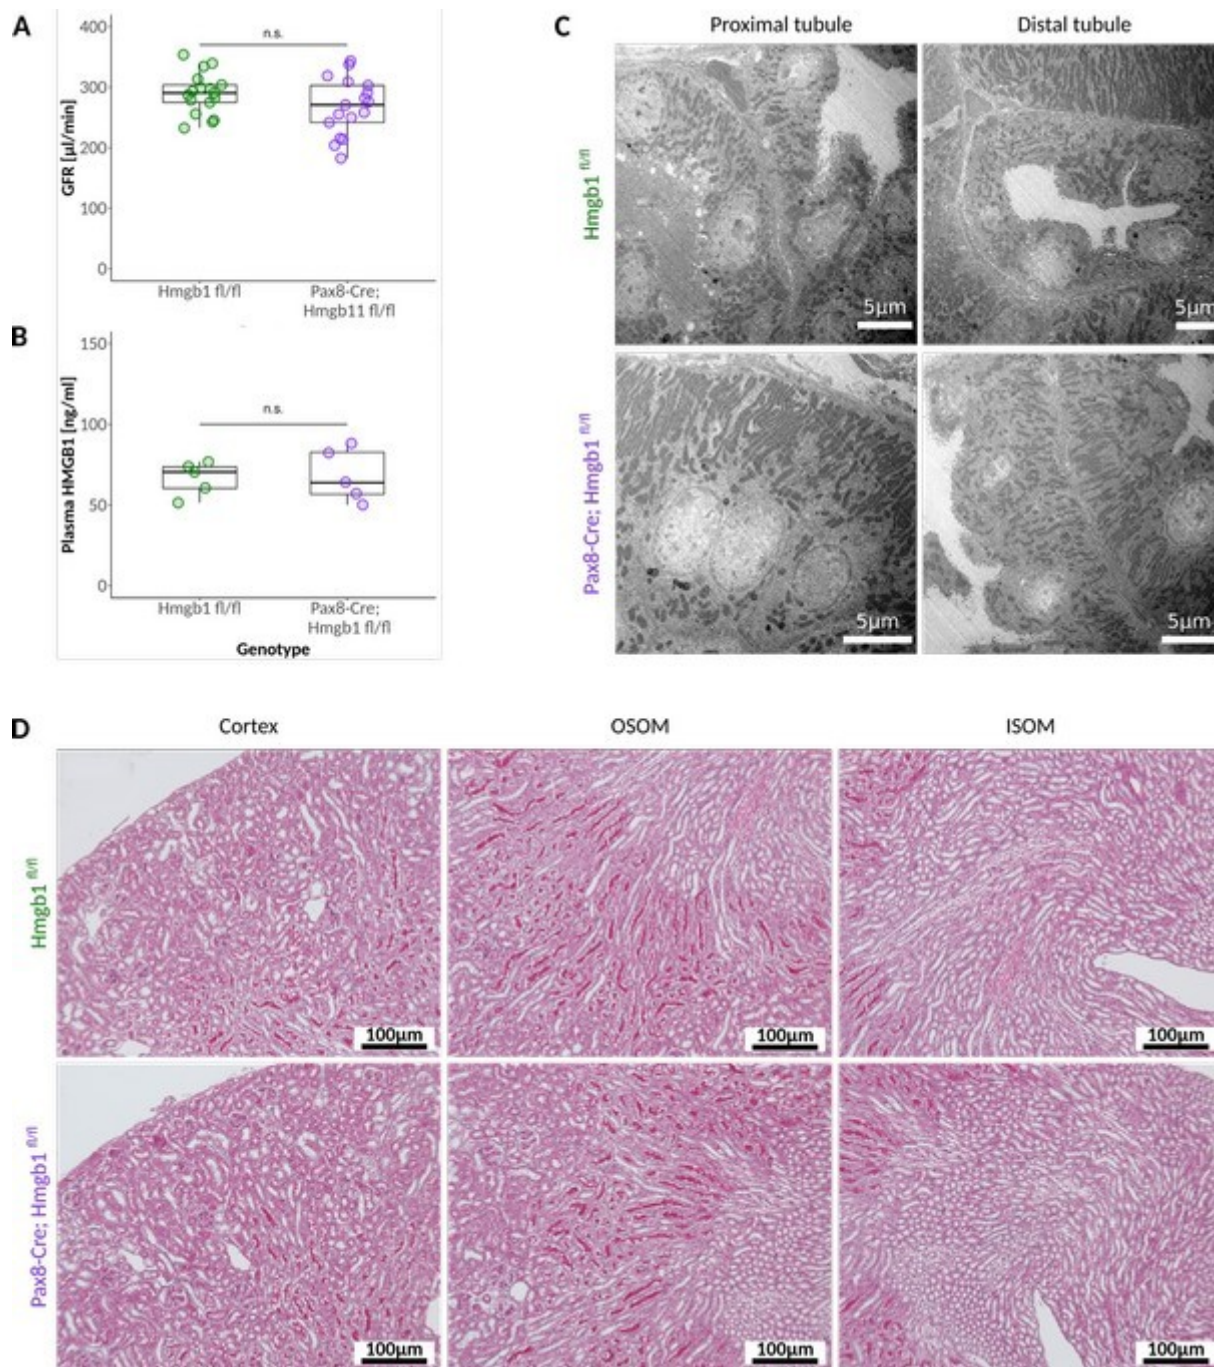 A
GFR [µl/min]
400
300
200
100
0
n.s.
Hmgb1 fl/fl
Pax8-Cre;
Hmgb11 fl/fl
B
Plasma HMGB1 [ng/ml]
150
100
50
0
n.s.
Hmgb1 fl/fl
Pax8-Cre;
Hmgb1 fl/fl
Genotype
C
Proximal tubule
Distal tubule
Hmgb1 fl/fl
5µm
5µm
Pax8-Cre; Hmgb1 fl/fl
5µm
5µm
D
Cortex
OSOM
ISOM
Hmgb1 fl/fl
100µm
100µm
100µm
Pax8-Cre; Hmgb1 fl/fl
100µm
100µm
100µm